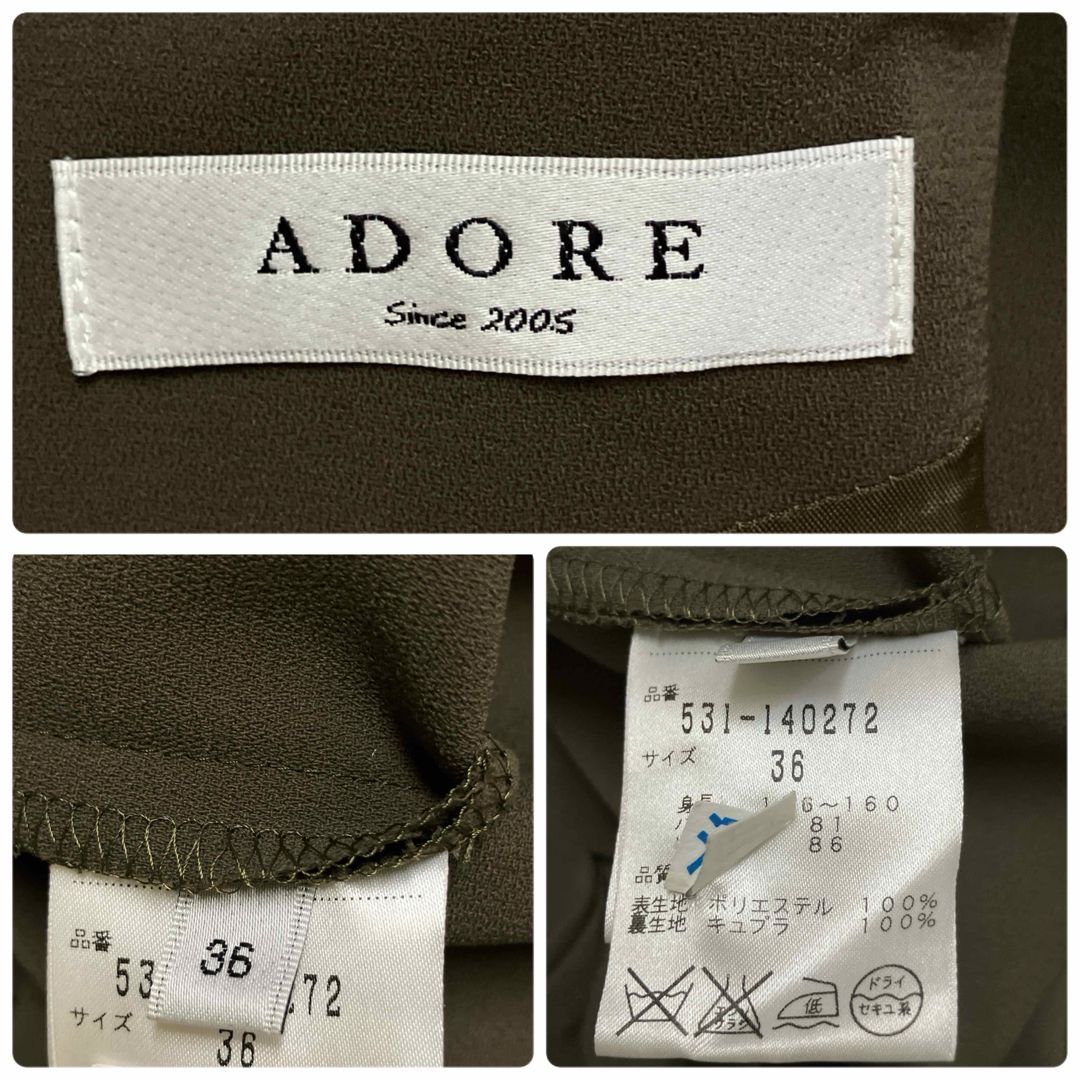 ADORE
Since 2005
品番
36
サイズ
36
品番
531-140272
サイズ
36
～160
81
86
品質
表生地 ポリエステル 100%
裏生地 キュプラ 100%
低
ドライ
セキユ系